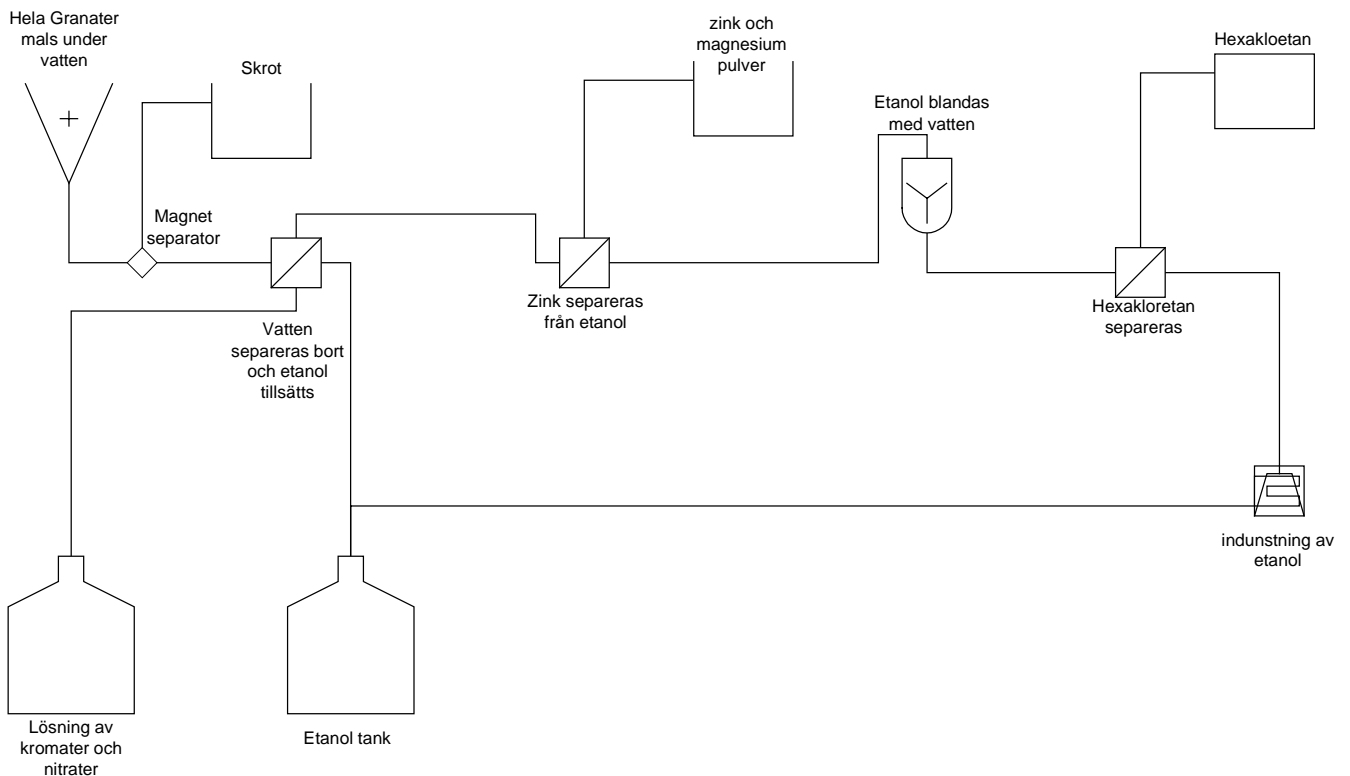 Hela Granater
mals under
vatten
Skrot
zink och
magnesium
pulver
Hexakloetan
Etanol blandas
med vatten
Magnet
separator
Zink separeras
från etanol
Hexakloretan
separeras
Vatten
separeras bort
och etanol
tillsätts
indunstning av
etanol
Lösning av
kromater och
nitrater
Etanol tank